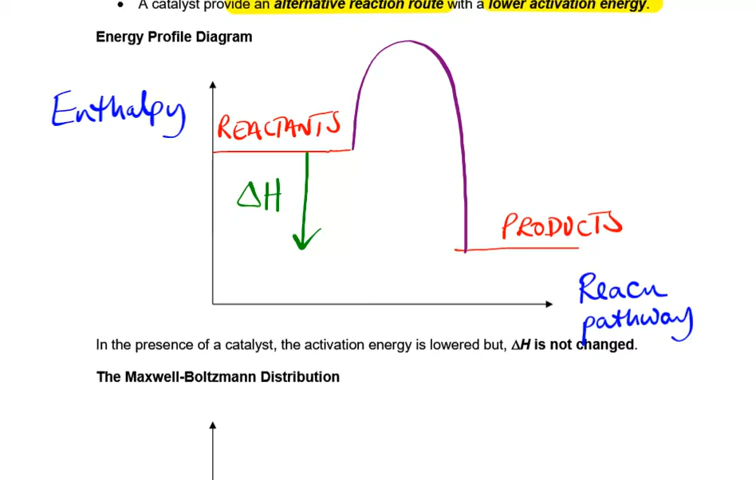 • A catalyst provide an alternative reaction route with a lower activation energy.
Energy Profile Diagram
Enthalpy
REACTANTS
ΔH
PRODUCTS
Reacn
pathway
In the presence of a catalyst, the activation energy is lowered but, ΔH is not changed.
The Maxwell-Boltzmann Distribution